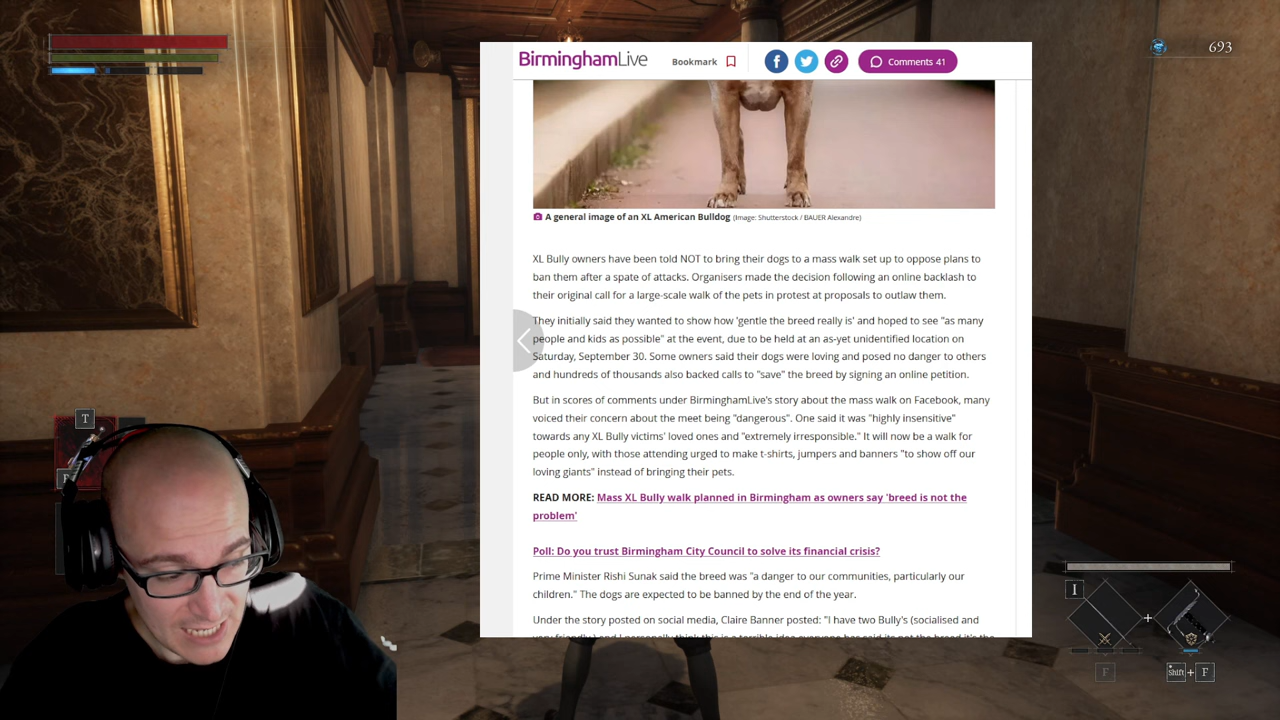 693
BirminghamLive
Bookmark
Comments 41
A general image of an XL American Bulldog (Image: Shutterstock / BAUER Alexandre)
XL Bully owners have been told NOT to bring their dogs to a mass walk set up to oppose plans to
ban them after a spate of attacks. Organisers made the decision following an online backlash to
their original call for a large-scale walk of the pets in protest at proposals to outlaw them.
They initially said they wanted to show how 'gentle the breed really is' and hoped to see "as many
people and kids as possible" at the event, due to be held at an as-yet unidentified location on
Saturday, September 30. Some owners said their dogs were loving and posed no danger to others
and hundreds of thousands also backed calls to "save" the breed by signing an online petition.
But in scores of comments under BirminghamLive's story about the mass walk on Facebook, many
voiced their concern about the meet being "dangerous". One said it was "highly insensitive"
towards any XL Bully victims' loved ones and "extremely irresponsible." It will now be a walk for
people only, with those attending urged to make t-shirts, jumpers and banners "to show off our
loving giants" instead of bringing their pets.
READ MORE: Mass XL Bully walk planned in Birmingham as owners say 'breed is not the
problem'
Poll: Do you trust Birmingham City Council to solve its financial crisis?
Prime Minister Rishi Sunak said the breed was "a danger to our communities, particularly our
children." The dogs are expected to be banned by the end of the year.
Under the story posted on social media, Claire Banner posted: "I have two Bully's (socialised and
T
I
F
Shift + F